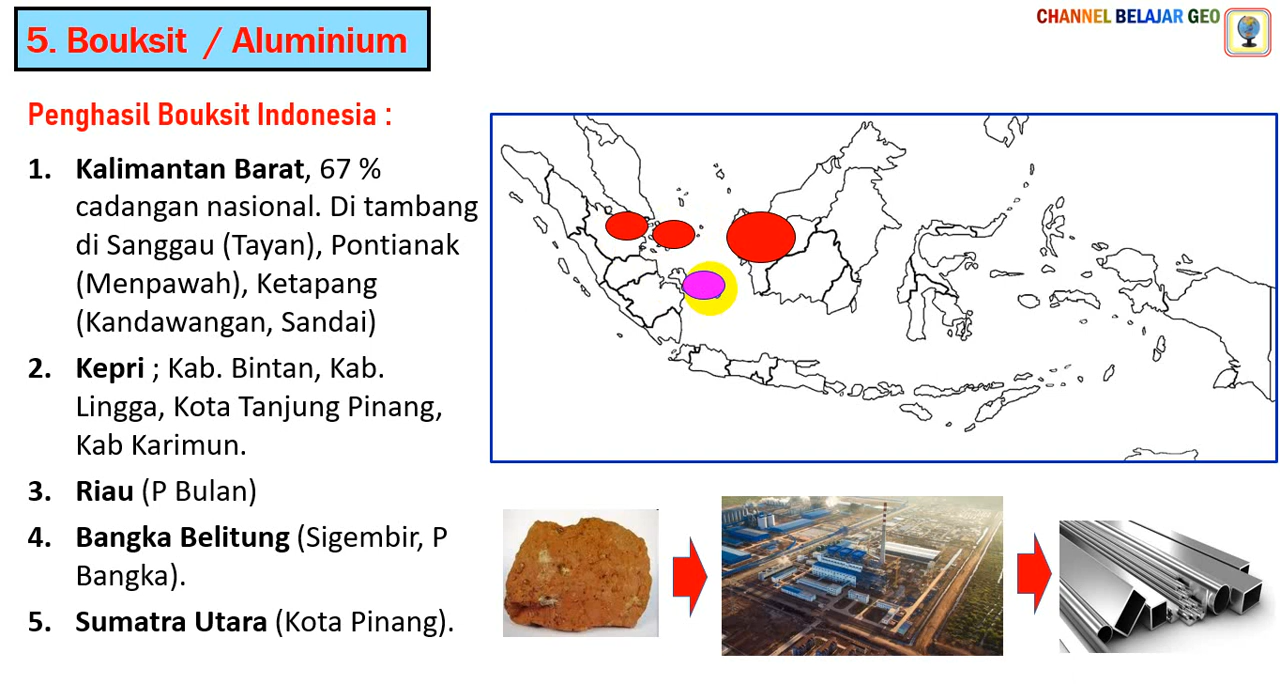 5. Bouksit / Aluminium
CHANNEL BELAJAR GEO
Penghasil Bouksit Indonesia :
1. Kalimantan Barat, 67 %
cadangan nasional. Di tambang
di Sanggau (Tayan), Pontianak
(Menpawah), Ketapang
(Kandawangan, Sandai)
2. Kepri ; Kab. Bintan, Kab.
Lingga, Kota Tanjung Pinang,
Kab Karimun.
3. Riau (P Bulan)
4. Bangka Belitung (Sigembir, P
Bangka).
5. Sumatra Utara (Kota Pinang).